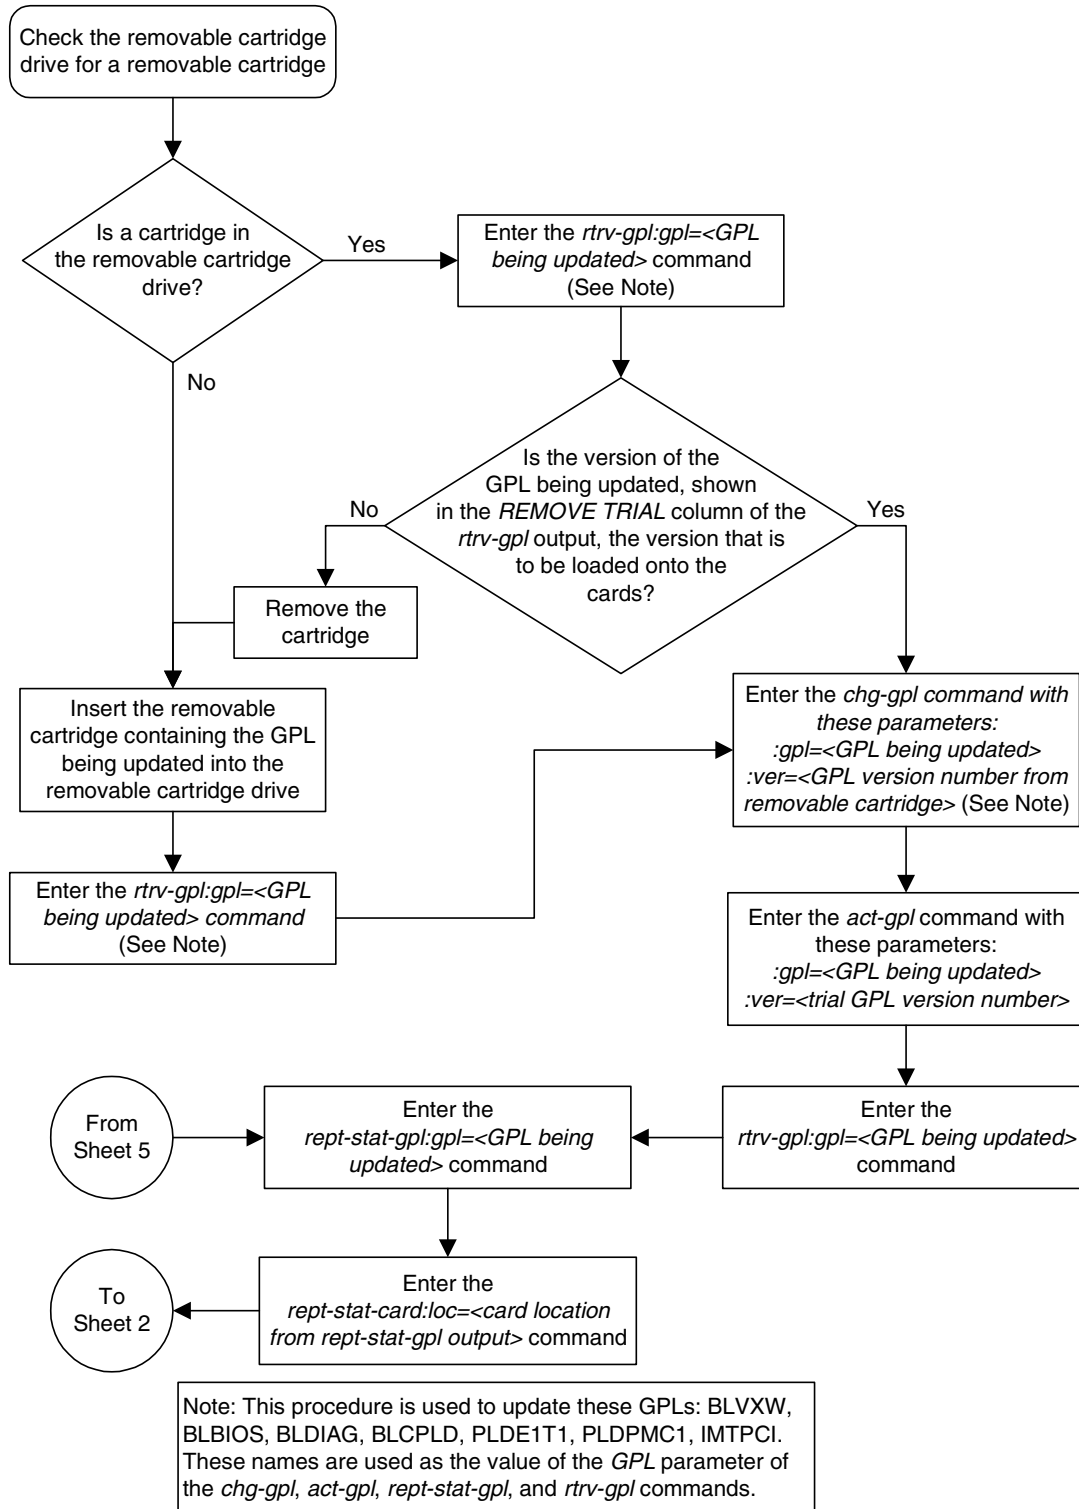 Check the removable cartridge
drive for a removable cartridge
Is a cartridge in
the removable cartridge
drive?
Yes
No
Enter the rtrv-gpl:gpl=<GPL
being updated> command
(See Note)
Is the version of the
GPL being updated, shown
in the REMOVE TRIAL column of the
rtrv-gpl output, the version that is
to be loaded onto the
cards?
No
Yes
Remove the
cartridge
Insert the removable
cartridge containing the GPL
being updated into the
removable cartridge drive
Enter the rtrv-gpl:gpl=<GPL
being updated> command
(See Note)
Enter the chg-gpl command with
these parameters:
:gpl=<GPL being updated>
:ver=<GPL version number from
removable cartridge> (See Note)
Enter the act-gpl command with
these parameters:
:gpl=<GPL being updated>
:ver=<trial GPL version number>
Enter the
rtrv-gpl:gpl=<GPL being updated>
command
From
Sheet 5
Enter the
rept-stat-gpl:gpl=<GPL being
updated> command
Enter the
rept-stat-card:loc=<card location
from rept-stat-gpl output> command
To
Sheet 2
Note: This procedure is used to update these GPLs: BLVXW,
BLBIOS, BLDIAG, BLCPLD, PLDE1T1, PLDPMC1, IMTPCI.
These names are used as the value of the GPL parameter of
the chg-gpl, act-gpl, rept-stat-gpl, and rtrv-gpl commands.